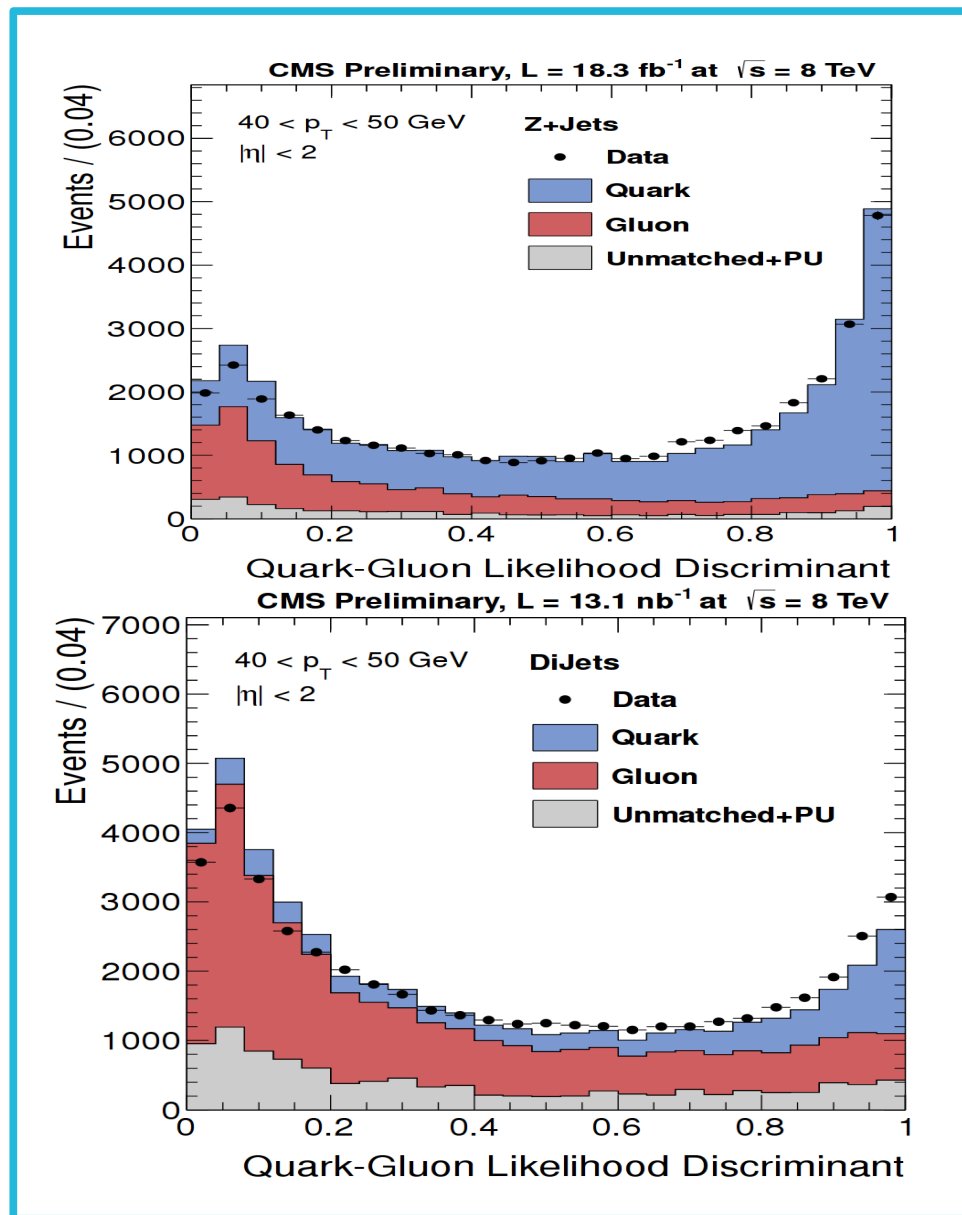 CMS Preliminary, L = 18.3 fb⁻¹ at √s = 8 TeV
40 < p_T < 50 GeV
|η| < 2
Z+Jets
Data
Quark
Gluon
Unmatched+PU
Events / (0.04)
6000
5000
4000
3000
2000
1000
0
0 0.2 0.4 0.6 0.8 1
Quark-Gluon Likelihood Discriminant
CMS Preliminary, L = 13.1 nb⁻¹ at √s = 8 TeV
40 < p_T < 50 GeV
|η| < 2
DiJets
Data
Quark
Gluon
Unmatched+PU
Events / (0.04)
7000
6000
5000
4000
3000
2000
1000
0
0 0.2 0.4 0.6 0.8 1
Quark-Gluon Likelihood Discriminant